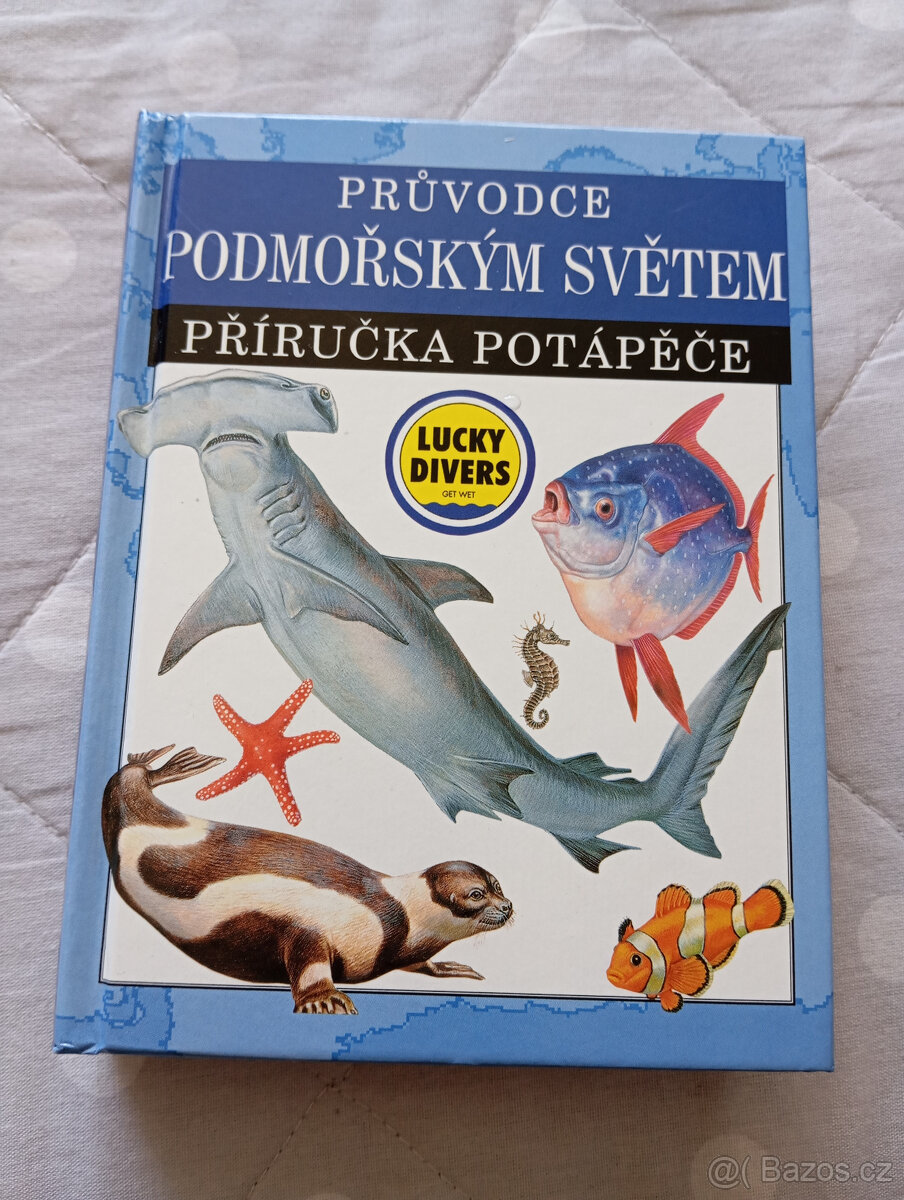 PRŮVODCE
PODMOŘSKÝM SVĚTEM
PŘÍRUČKA POTÁPĚČE
LUCKY
DIVERS
GET WET
@( Bazos.cz